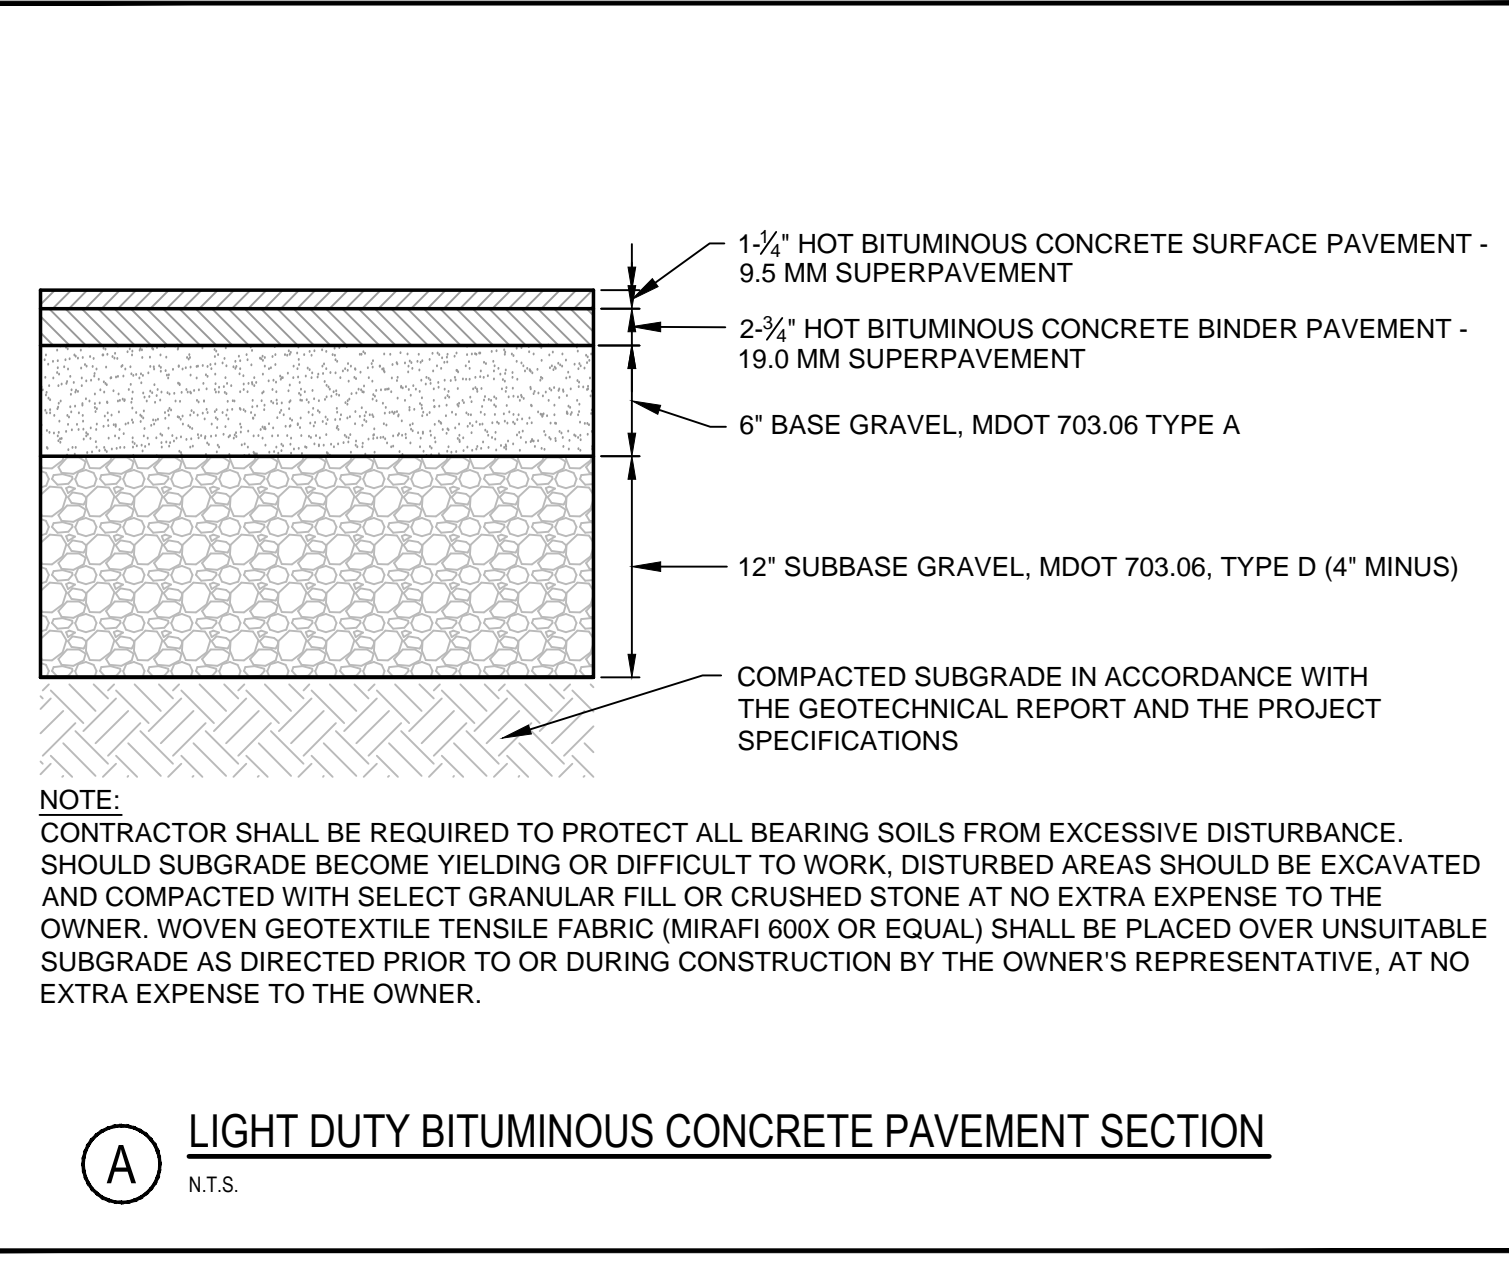 1-¼" HOT BITUMINOUS CONCRETE SURFACE PAVEMENT -
9.5 MM SUPERPAVEMENT
2-¾" HOT BITUMINOUS CONCRETE BINDER PAVEMENT -
19.0 MM SUPERPAVEMENT
6" BASE GRAVEL, MDOT 703.06 TYPE A
12" SUBBASE GRAVEL, MDOT 703.06, TYPE D (4" MINUS)
COMPACTED SUBGRADE IN ACCORDANCE WITH
THE GEOTECHNICAL REPORT AND THE PROJECT
SPECIFICATIONS
NOTE:
CONTRACTOR SHALL BE REQUIRED TO PROTECT ALL BEARING SOILS FROM EXCESSIVE DISTURBANCE.
SHOULD SUBGRADE BECOME YIELDING OR DIFFICULT TO WORK, DISTURBED AREAS SHOULD BE EXCAVATED
AND COMPACTED WITH SELECT GRANULAR FILL OR CRUSHED STONE AT NO EXTRA EXPENSE TO THE
OWNER. WOVEN GEOTEXTILE TENSILE FABRIC (MIRAFI 600X OR EQUAL) SHALL BE PLACED OVER UNSUITABLE
SUBGRADE AS DIRECTED PRIOR TO OR DURING CONSTRUCTION BY THE OWNER'S REPRESENTATIVE, AT NO
EXTRA EXPENSE TO THE OWNER.
A
LIGHT DUTY BITUMINOUS CONCRETE PAVEMENT SECTION
N.T.S.